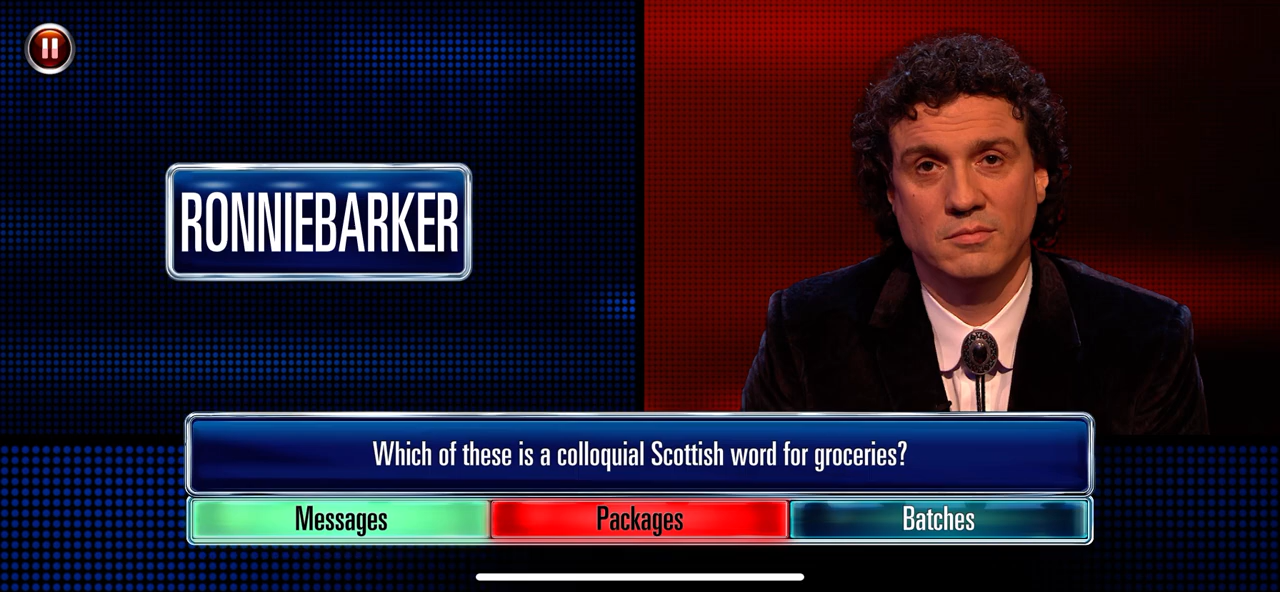 RONNIEBARKER
Which of these is a colloquial Scottish word for groceries?
Messages
Packages
Batches